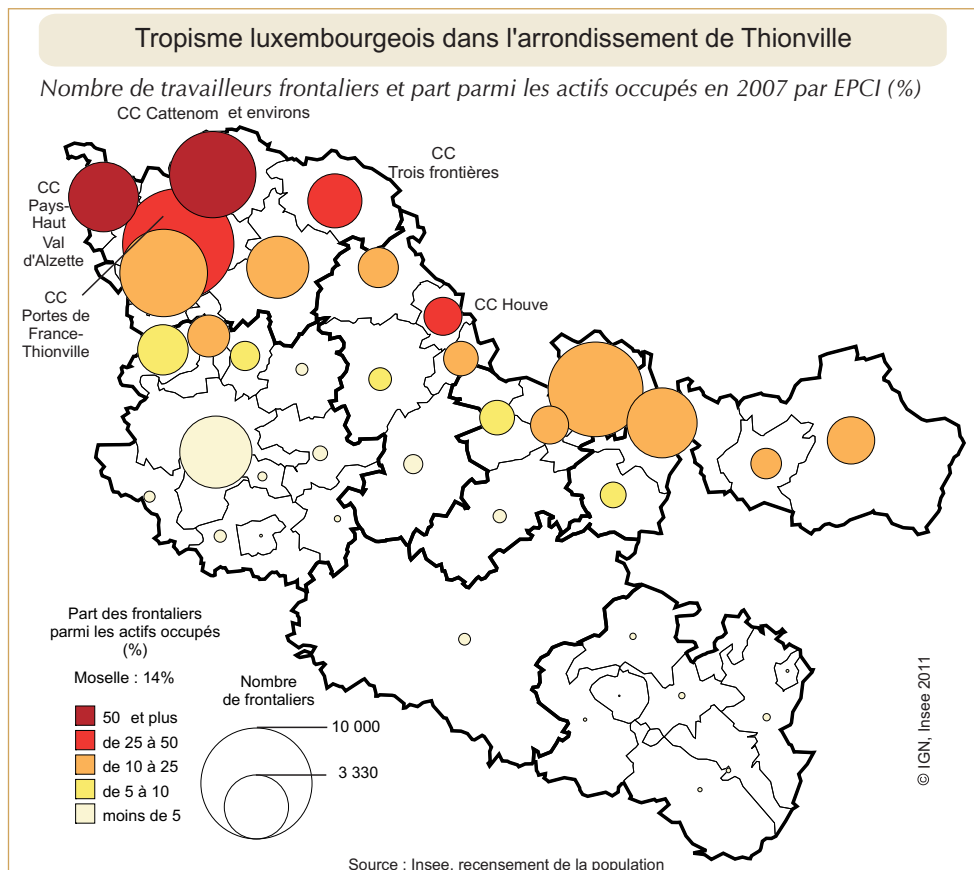 Tropisme luxembourgeois dans l'arrondissement de Thionville
Nombre de travailleurs frontaliers et part parmi les actifs occupés en 2007 par EPCI (%)
CC Cattenom et environs
CC
Trois frontières
CC
Pays-
Haut
Val
d'Alzette
CC
Portes de
France-
Thionville
CC Houve
Part des frontaliers
parmi les actifs occupés
(%)
Moselle : 14%
50 et plus
de 25 à 50
de 10 à 25
de 5 à 10
moins de 5
Nombre
de frontaliers
10 000
3 330
© IGN, Insee 2011
Source : Insee, recensement de la population